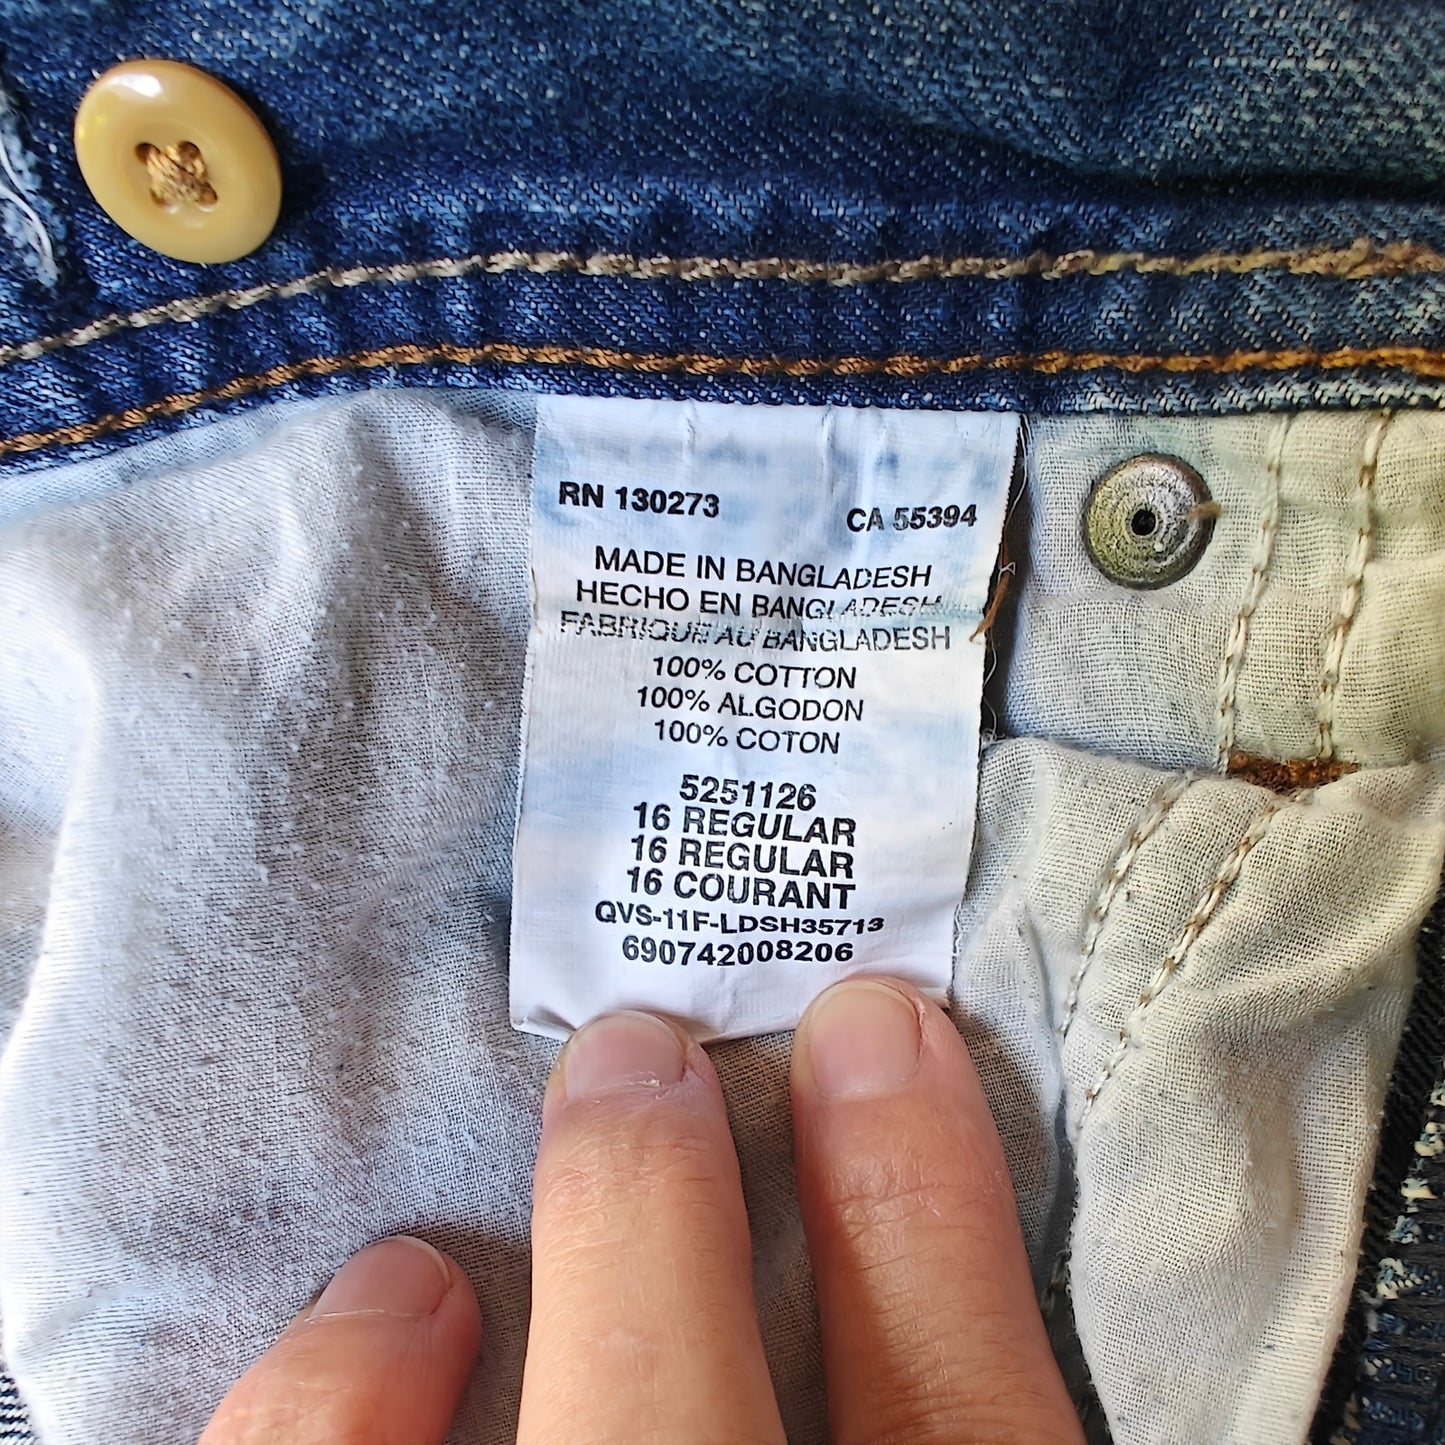 RN 130273
CA 55394
MADE IN BANGLADESH
HECHO EN BANGLADESH
FABRIQUE AU BANGLADESH
100% COTTON
100% ALGODON
100% COTON
5251126
16 REGULAR
16 REGULAR
16 COURANT
QVS-11F-LDSH35713
690742008206